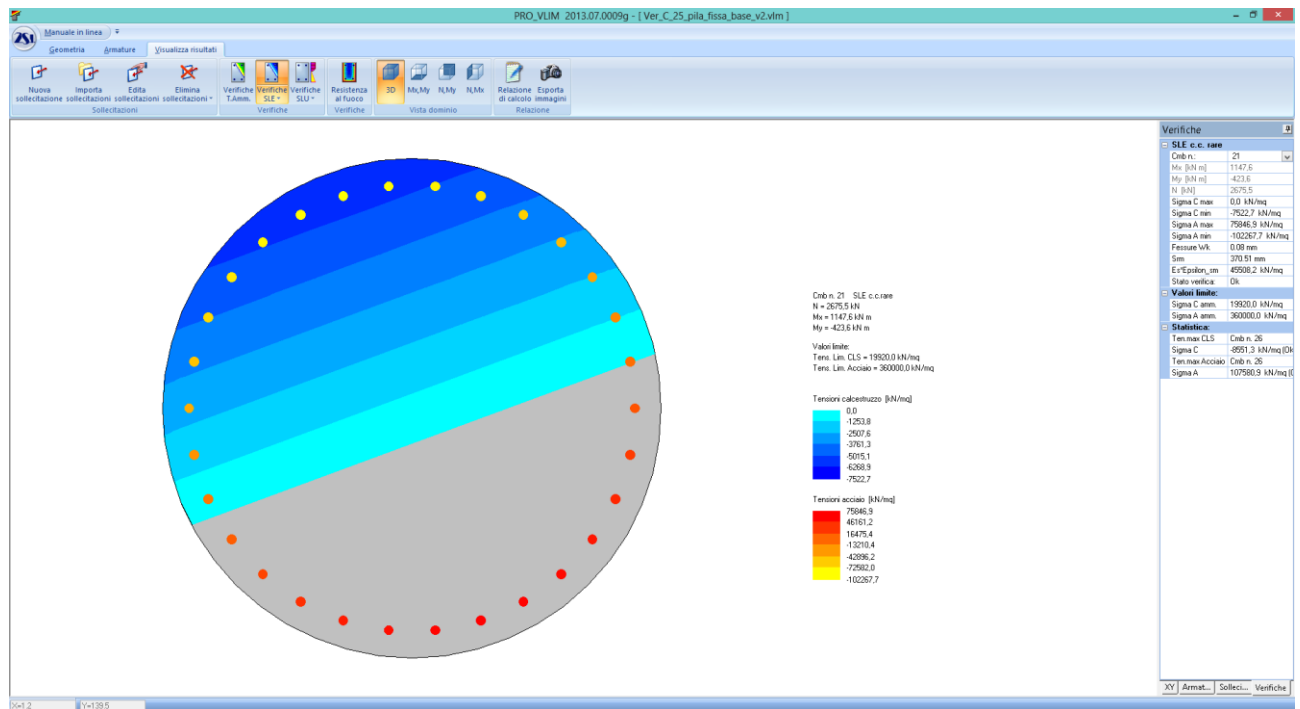 PRO_VLIM 2013.07.0009g - [ Ver_C_25_pila_fissa_base_v2.vlm ]
2SI
Manuale in linea
Geometria Armature Visualizza risultati
Nuova sollecitazione
Importa sollecitazioni
Edita sollecitazioni
Elimina sollecitazioni
Verifiche T.Amm.
Verifiche SLE
Verifiche SLU
Resistenza al fuoco
3D
Mx,My
N,My
N,Mx
Relazione di calcolo
Esporta immagini
Sollecitazioni Verifiche Verifiche Vista dominio Relazione
Cmb n. 21 SLE c.c.rare
N = 2675,5 kN
Mx = 1147,6 kN m
My = -423,6 kN m
Valori limite:
Tens. Lim. CLS = 19920,0 kN/mq
Tens. Lim. Acciaio = 360000,0 kN/mq
Tensioni calcestruzzo [kN/mq]
0,0
-1253,8
-2507,6
-3761,3
-5015,1
-6268,9
-7522,7
Tensioni acciaio [kN/mq]
75846,9
46161,2
16475,4
-13210,4
-42896,2
-72582,0
-102267,7
Verifiche
SLE c.c. rare
Cmb n.: 21
Mx [kN m] 1147,6
My [kN m] -423,6
N [kN] 2675,5
Sigma C max 0,0 kN/mq
Sigma C min -7522,7 kN/mq
Sigma A max 75846,9 kN/mq
Sigma A min -102267,7 kN/mq
Fessure Wk 0.08 mm
Srm 370.51 mm
Es*Epsilon_sm 45508,2 kN/mq
Stato verifica: Ok
Valori limite:
Sigma C amm. 19920,0 kN/mq
Sigma A amm. 360000,0 kN/mq
Statistica:
Ten.max CLS Cmb n. 26
Sigma C -8551,3 kN/mq (Ok
Ten.max Acciaio Cmb n. 26
Sigma A 107580,9 kN/mq (O
XY Armat... Solleci... Verifiche
X=1.2 Y=139.5